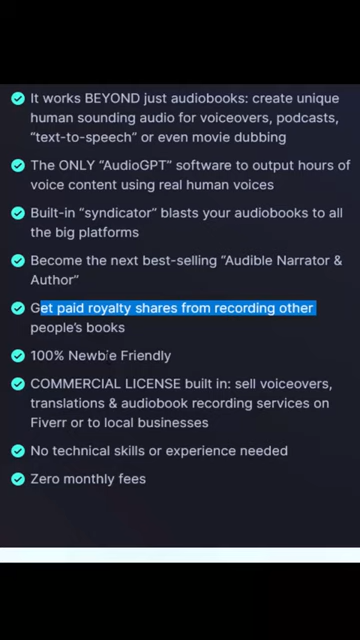 It works BEYOND just audiobooks: create unique
human sounding audio for voiceovers, podcasts,
“text-to-speech” or even movie dubbing
The ONLY “AudioGPT” software to output hours of
voice content using real human voices
Built-in “syndicator” blasts your audiobooks to all
the big platforms
Become the next best-selling “Audible Narrator &
Author”
Get paid royalty shares from recording other
people’s books
100% Newbie Friendly
COMMERCIAL LICENSE built in: sell voiceovers,
translations & audiobook recording services on
Fiverr or to local businesses
No technical skills or experience needed
Zero monthly fees